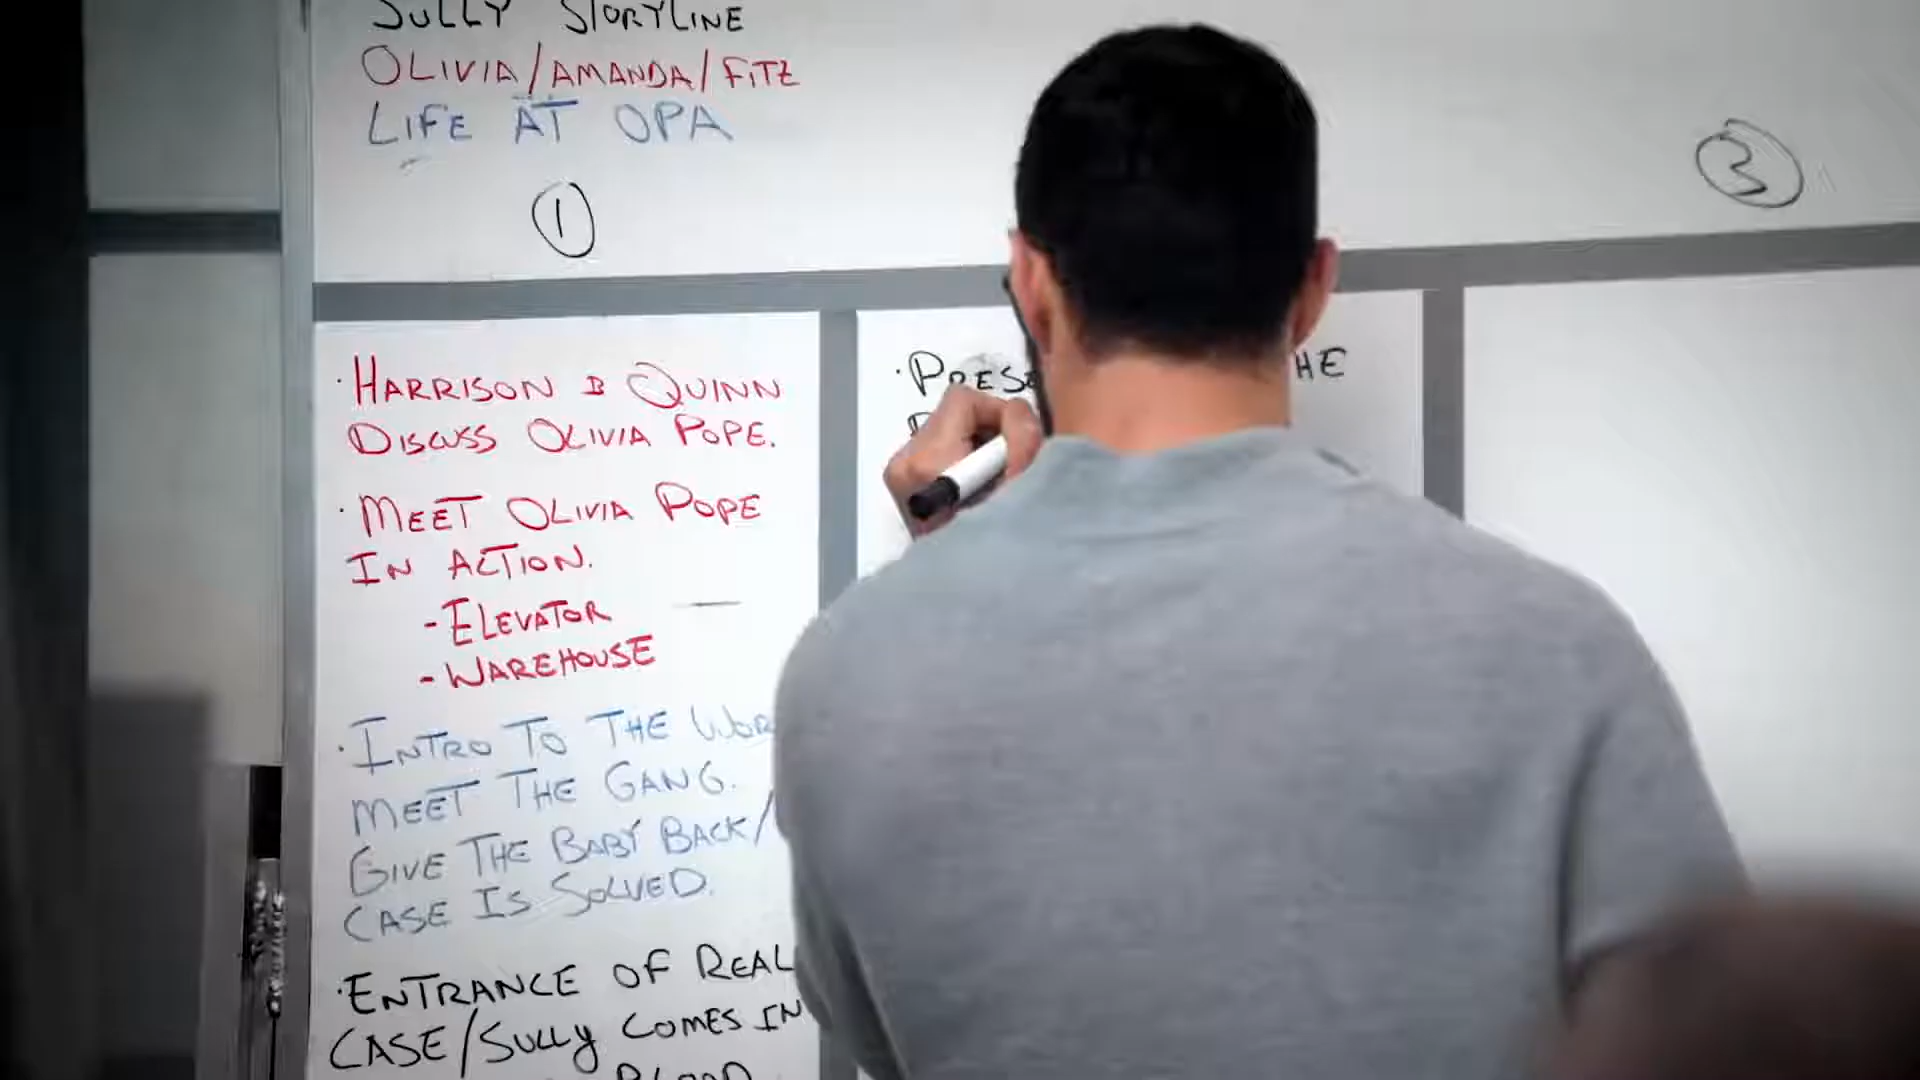 SULLY STORYLINE
OLIVIA/AMANDA/FITZ
LIFE AT OPA
1
3
· HARRISON & QUINN
DISCUSS OLIVIA POPE.
· MEET OLIVIA POPE
IN ACTION.
- ELEVATOR
- WAREHOUSE
· INTRO TO THE
MEET THE GANG.
GIVE THE BABY BACK/
CASE IS SOLVED.
· ENTRANCE OF REAL
CASE/SULLY COMES IN
BLOOD
· HE